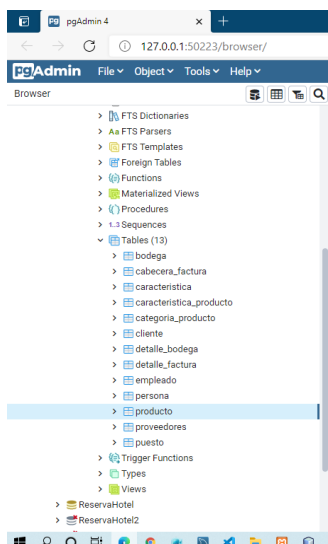 pgAdmin 4
127.0.0.1:50223/browser/
PgAdmin File Object Tools Help
Browser
FTS Dictionaries
Aa FTS Parsers
FTS Templates
Foreign Tables
Functions
Materialized Views
Procedures
1..3 Sequences
Tables (13)
bodega
cabecera_factura
caracteristica
caracteristica_producto
categoria_producto
cliente
detalle_bodega
detalle_factura
empleado
persona
producto
proveedores
puesto
Trigger Functions
Types
Views
ReservaHotel
ReservaHotel2